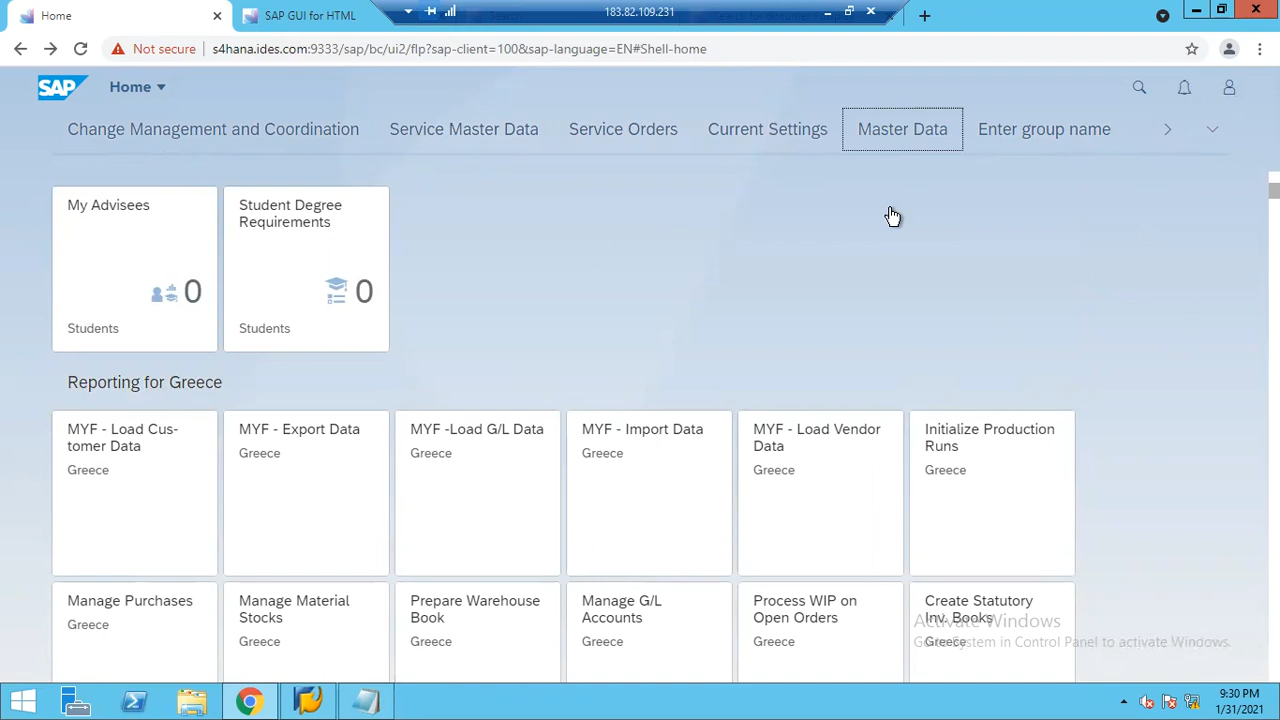 Home
SAP GUI for HTML
183.82.109.231
Not secure
s4hana.ides.com:9333/sap/bc/ui2/flp?sap-client=100&sap-language=EN#Shell-home
SAP
Home
Change Management and Coordination
Service Master Data
Service Orders
Current Settings
Master Data
Enter group name
My Advisees
0
Students
Student Degree
Requirements
0
Students
Reporting for Greece
MYF - Load Cus-
tomer Data
Greece
MYF - Export Data
Greece
MYF -Load G/L Data
Greece
MYF - Import Data
Greece
MYF - Load Vendor
Data
Greece
Initialize Production
Runs
Greece
Manage Purchases
Greece
Manage Material
Stocks
Greece
Prepare Warehouse
Book
Greece
Manage G/L
Accounts
Greece
Process WIP on
Open Orders
Greece
Create Statutory
Inv. Books
Greece
Activate Windows
Go to System in Control Panel to activate Windows.
9:30 PM
1/31/2021